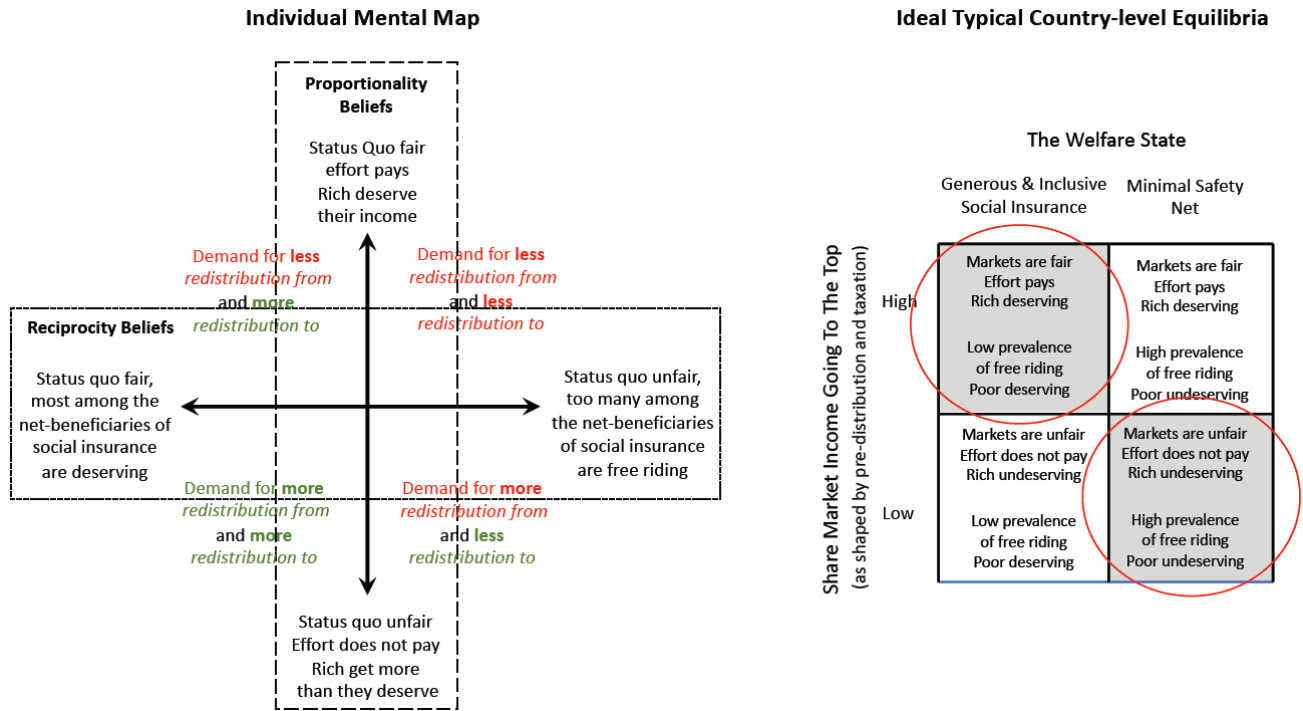 Individual Mental Map
Proportionality
Beliefs
Status Quo fair
effort pays
Rich deserve
their income
Demand for less
redistribution from
and more
redistribution to
Demand for less
redistribution from
and less
redistribution to
Reciprocity Beliefs
Status quo fair,
most among the
net-beneficiaries of
social insurance
are deserving
Status quo unfair,
too many among
the net-beneficiaries
of social insurance
are free riding
Demand for more
redistribution from
and more
redistribution to
Demand for more
redistribution from
and less
redistribution to
Status quo unfair
Effort does not pay
Rich get more
than they deserve
Ideal Typical Country-level Equilibria
The Welfare State
Generous & Inclusive
Social Insurance
Minimal Safety
Net
Share Market Income Going To The Top
(as shaped by pre-distribution and taxation)
High
Markets are fair
Effort pays
Rich deserving
Low prevalence
of free riding
Poor deserving
Markets are fair
Effort pays
Rich deserving
High prevalence
of free riding
Poor undeserving
Low
Markets are unfair
Effort does not pay
Rich undeserving
Low prevalence
of free riding
Poor deserving
Markets are unfair
Effort does not pay
Rich undeserving
High prevalence
of free riding
Poor undeserving